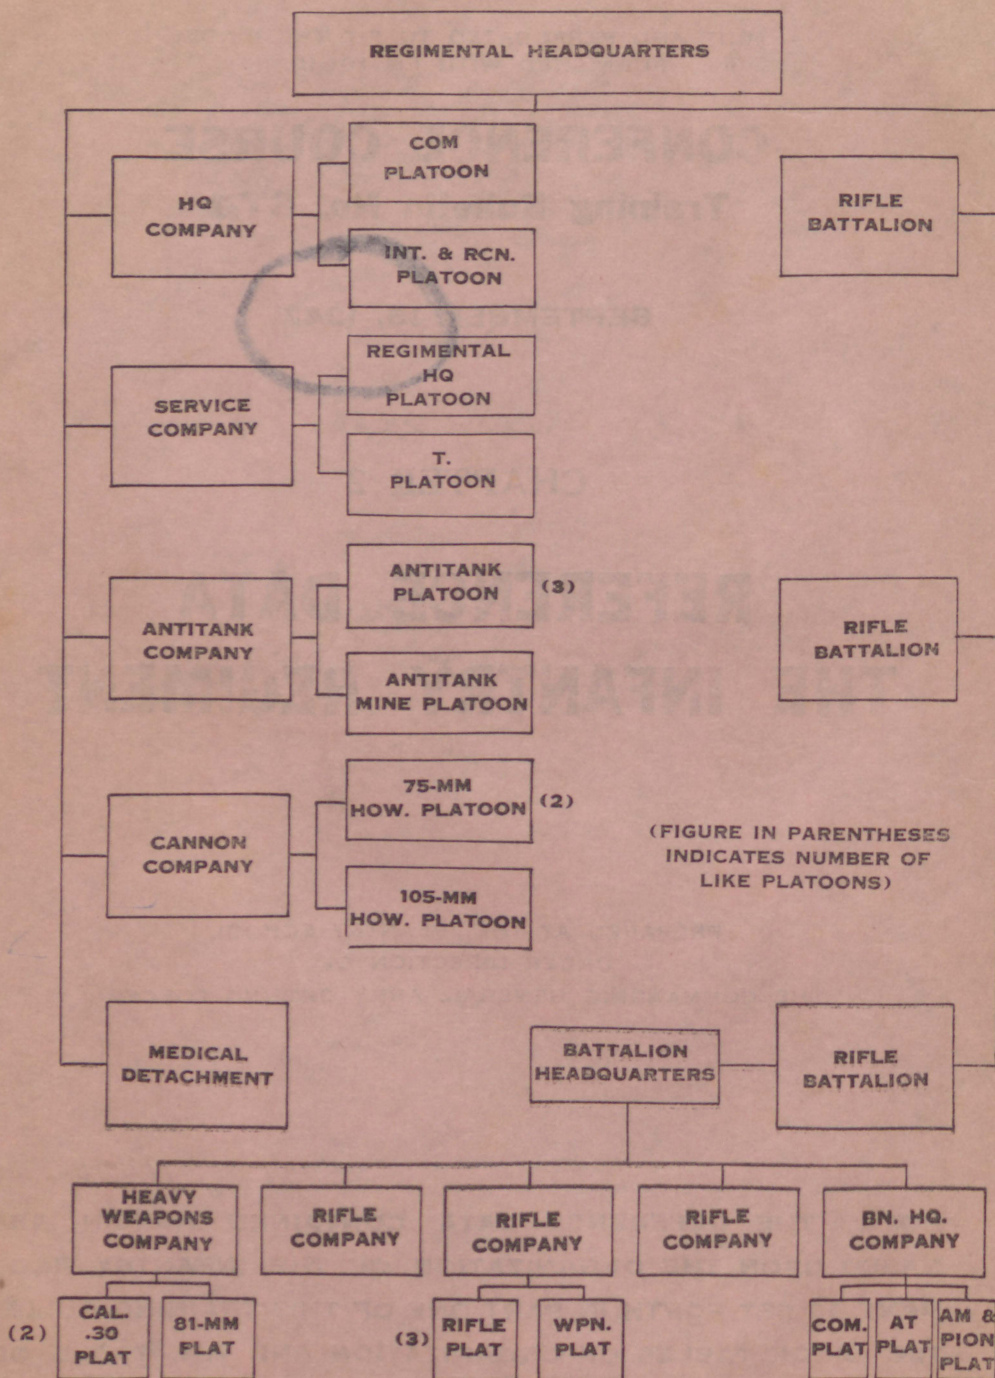 REGIMENTAL HEADQUARTERS
HQ
COMPANY
COM
PLATOON
INT. & RCN.
PLATOON
RIFLE
BATTALION
SERVICE
COMPANY
REGIMENTAL
HQ
PLATOON
T.
PLATOON
ANTITANK
COMPANY
ANTITANK
PLATOON
(3)
ANTITANK
MINE PLATOON
RIFLE
BATTALION
CANNON
COMPANY
75-MM
HOW. PLATOON
(2)
105-MM
HOW. PLATOON
(FIGURE IN PARENTHESES
INDICATES NUMBER OF
LIKE PLATOONS)
MEDICAL
DETACHMENT
BATTALION
HEADQUARTERS
RIFLE
BATTALION
HEAVY
WEAPONS
COMPANY
RIFLE
COMPANY
RIFLE
COMPANY
RIFLE
COMPANY
BN. HQ.
COMPANY
(2)
CAL.
.30
PLAT
81-MM
PLAT
(3)
RIFLE
PLAT
WPN.
PLAT
COM.
PLAT
AT
PLAT
AM &
PION
PLAT